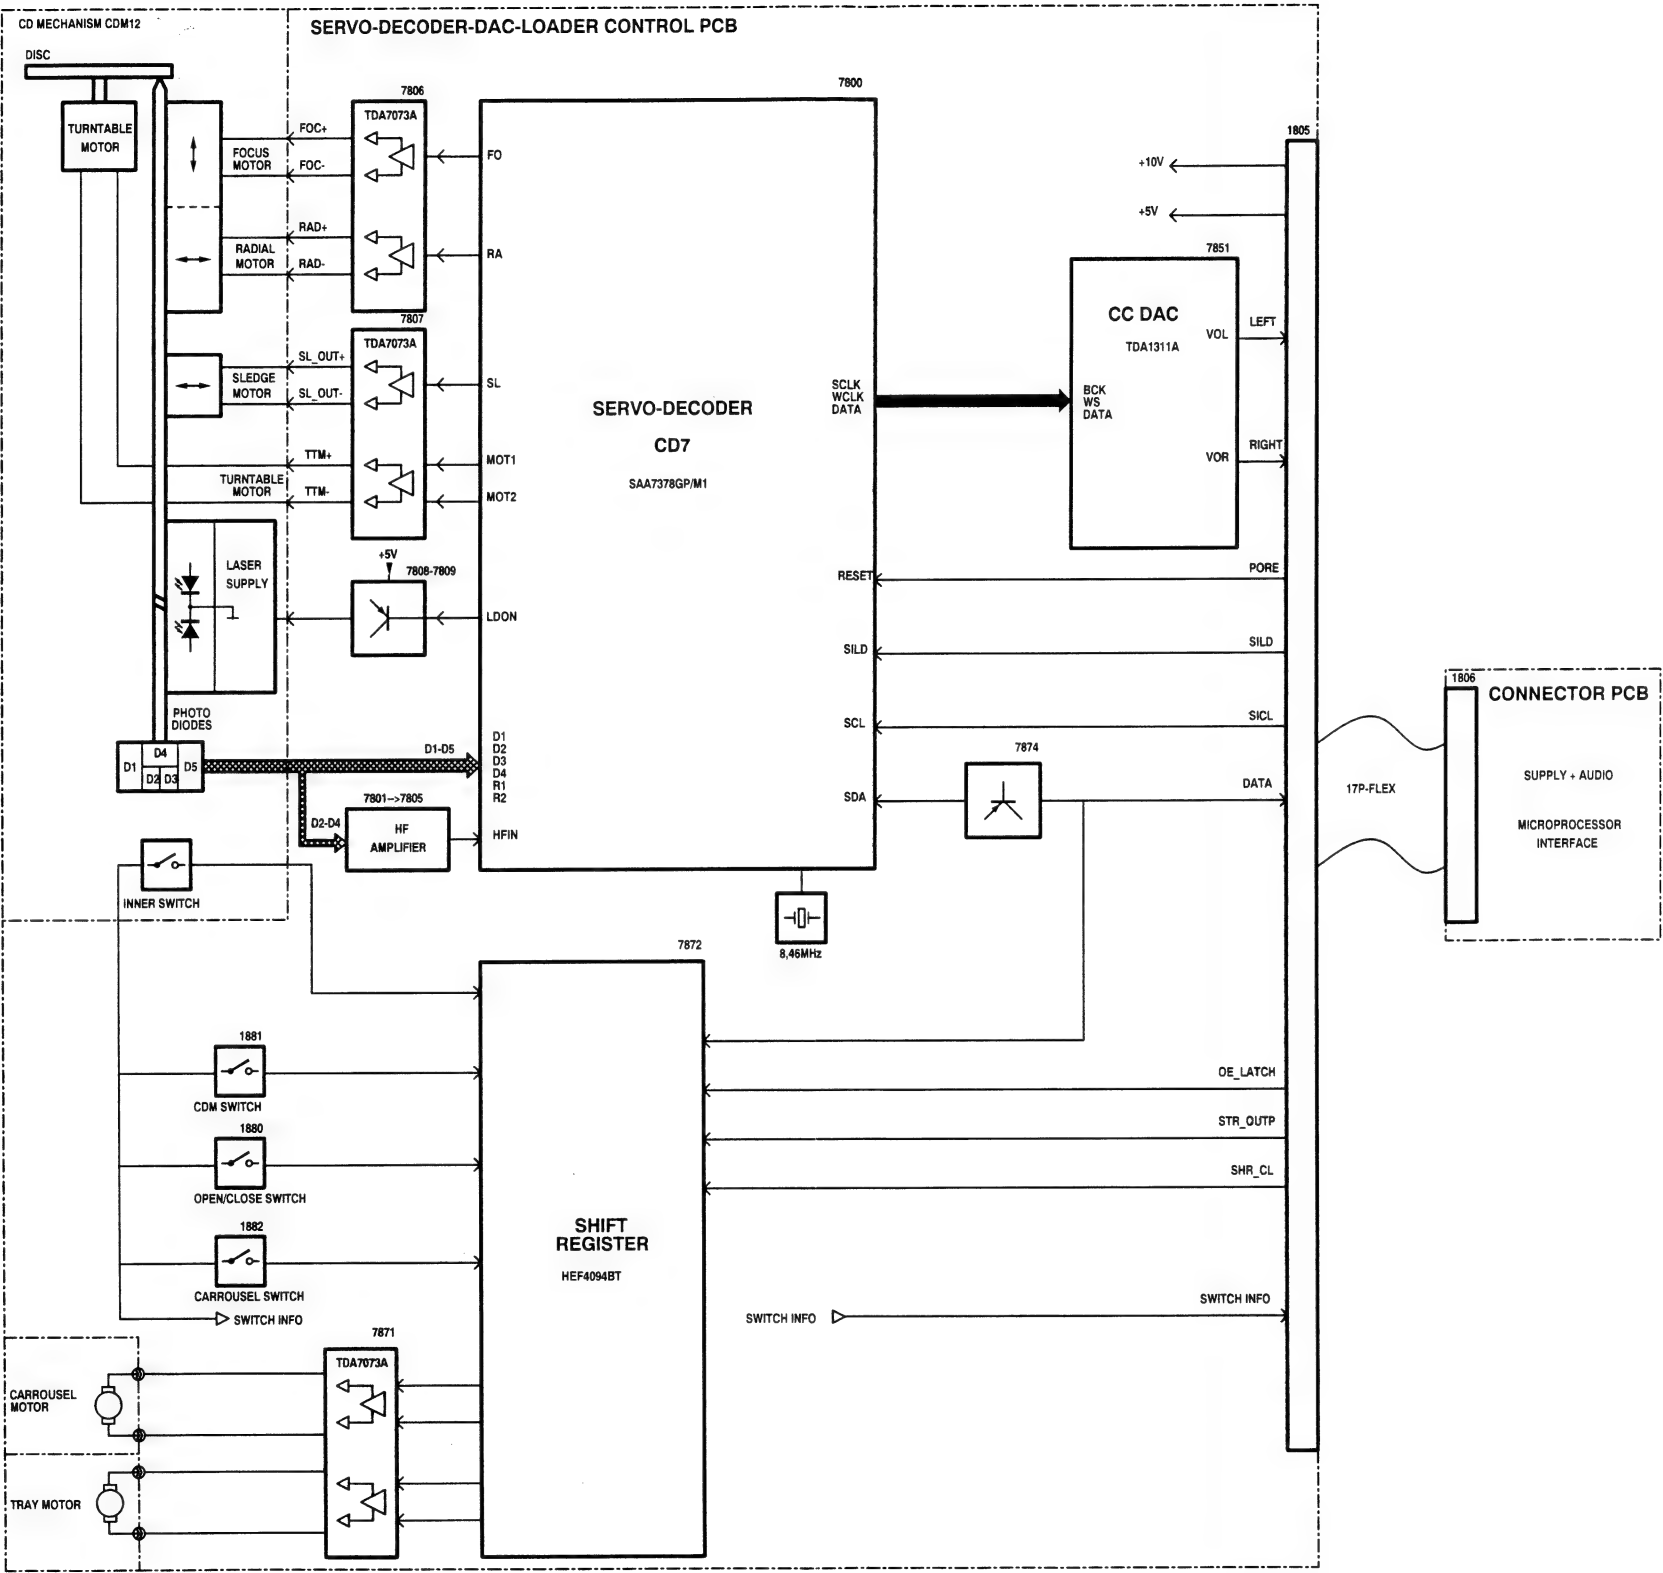 CD MECHANISM CDM12
SERVO-DECODER-DAC-LOADER CONTROL PCB
DISC
TURNTABLE
MOTOR
FOCUS
MOTOR
RADIAL
MOTOR
SLEDGE
MOTOR
TURNTABLE
MOTOR
FOC+
FOC-
RAD+
RAD-
SL_OUT+
SL_OUT-
TTM+
TTM-
7806
TDA7073A
7807
TDA7073A
+5V
7808-7809
LASER
SUPPLY
PHOTO
DIODES
D1
D4
D2
D3
D5
D1-D5
D2-D4
7801-->7805
HF
AMPLIFIER
INNER SWITCH
7800
FO
RA
SL
MOT1
MOT2
LDON
D1
D2
D3
D4
R1
R2
HFIN
SERVO-DECODER
CD7
SAA7378GP/M1
SCLK
WCLK
DATA
RESET
SILD
SCL
SDA
8,46MHz
7851
CC DAC
TDA1311A
BCK
WS
DATA
VOL
VOR
+10V
+5V
1805
LEFT
RIGHT
PORE
SILD
SICL
7874
DATA
17P-FLEX
1806
CONNECTOR PCB
SUPPLY + AUDIO
MICROPROCESSOR
INTERFACE
7872
SHIFT
REGISTER
HEF4094BT
OE_LATCH
STR_OUTP
SHR_CL
SWITCH INFO
SWITCH INFO
1881
CDM SWITCH
1880
OPEN/CLOSE SWITCH
1882
CARROUSEL SWITCH
SWITCH INFO
7871
TDA7073A
CARROUSEL
MOTOR
TRAY MOTOR